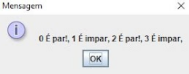 Mensagem
0 É par!, 1 É impar, 2 É par!, 3 É impar,
OK